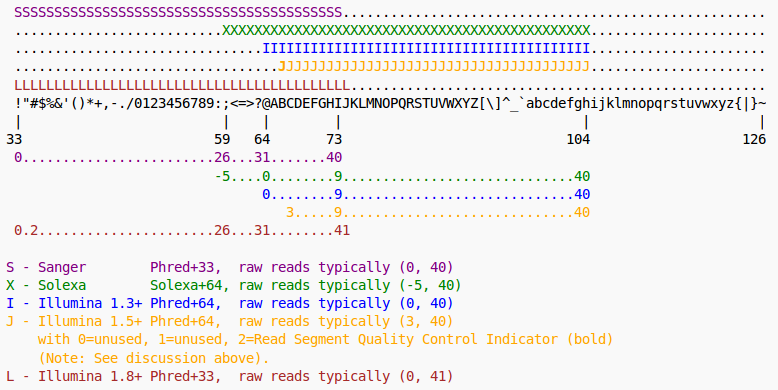 SSSSSSSSSSSSSSSSSSSSSSSSSSSSSSSSSSSSSSSSS.....................................................
..........................XXXXXXXXXXXXXXXXXXXXXXXXXXXXXXXXXXXXXXXXXXXXXX......................
...............................IIIIIIIIIIIIIIIIIIIIIIIIIIIIIIIIIIIIIIIII......................
.................................JJJJJJJJJJJJJJJJJJJJJJJJJJJJJJJJJJJJJJJ......................
LLLLLLLLLLLLLLLLLLLLLLLLLLLLLLLLLLLLLLLLLL....................................................
!"#$%&'()*+,-./0123456789:;<=>?@ABCDEFGHIJKLMNOPQRSTUVWXYZ[\]^_`abcdefghijklmnopqrstuvwxyz{|}~
| | | | | |
33 59 64 73 104 126
0........................26...31.......40
-5....0........9.............................40
0........9.............................40
3.....9.............................40
0.2......................26...31........41
S - Sanger Phred+33, raw reads typically (0, 40)
X - Solexa Solexa+64, raw reads typically (-5, 40)
I - Illumina 1.3+ Phred+64, raw reads typically (0, 40)
J - Illumina 1.5+ Phred+64, raw reads typically (3, 40)
with 0=unused, 1=unused, 2=Read Segment Quality Control Indicator (bold)
(Note: See discussion above).
L - Illumina 1.8+ Phred+33, raw reads typically (0, 41)